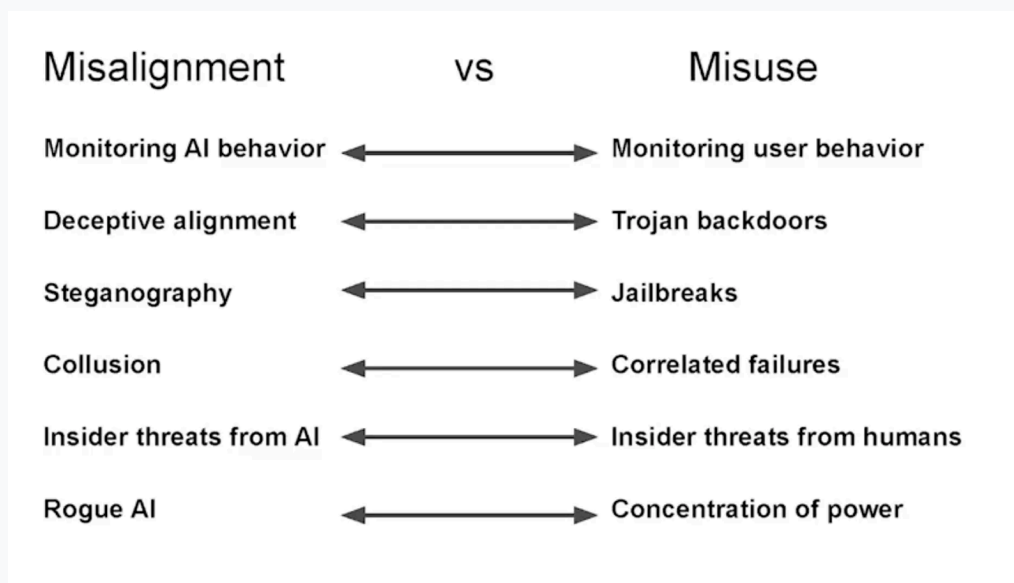 Misalignment vs Misuse
Monitoring AI behavior Monitoring user behavior
Deceptive alignment Trojan backdoors
Steganography Jailbreaks
Collusion Correlated failures
Insider threats from AI Insider threats from humans
Rogue AI Concentration of power